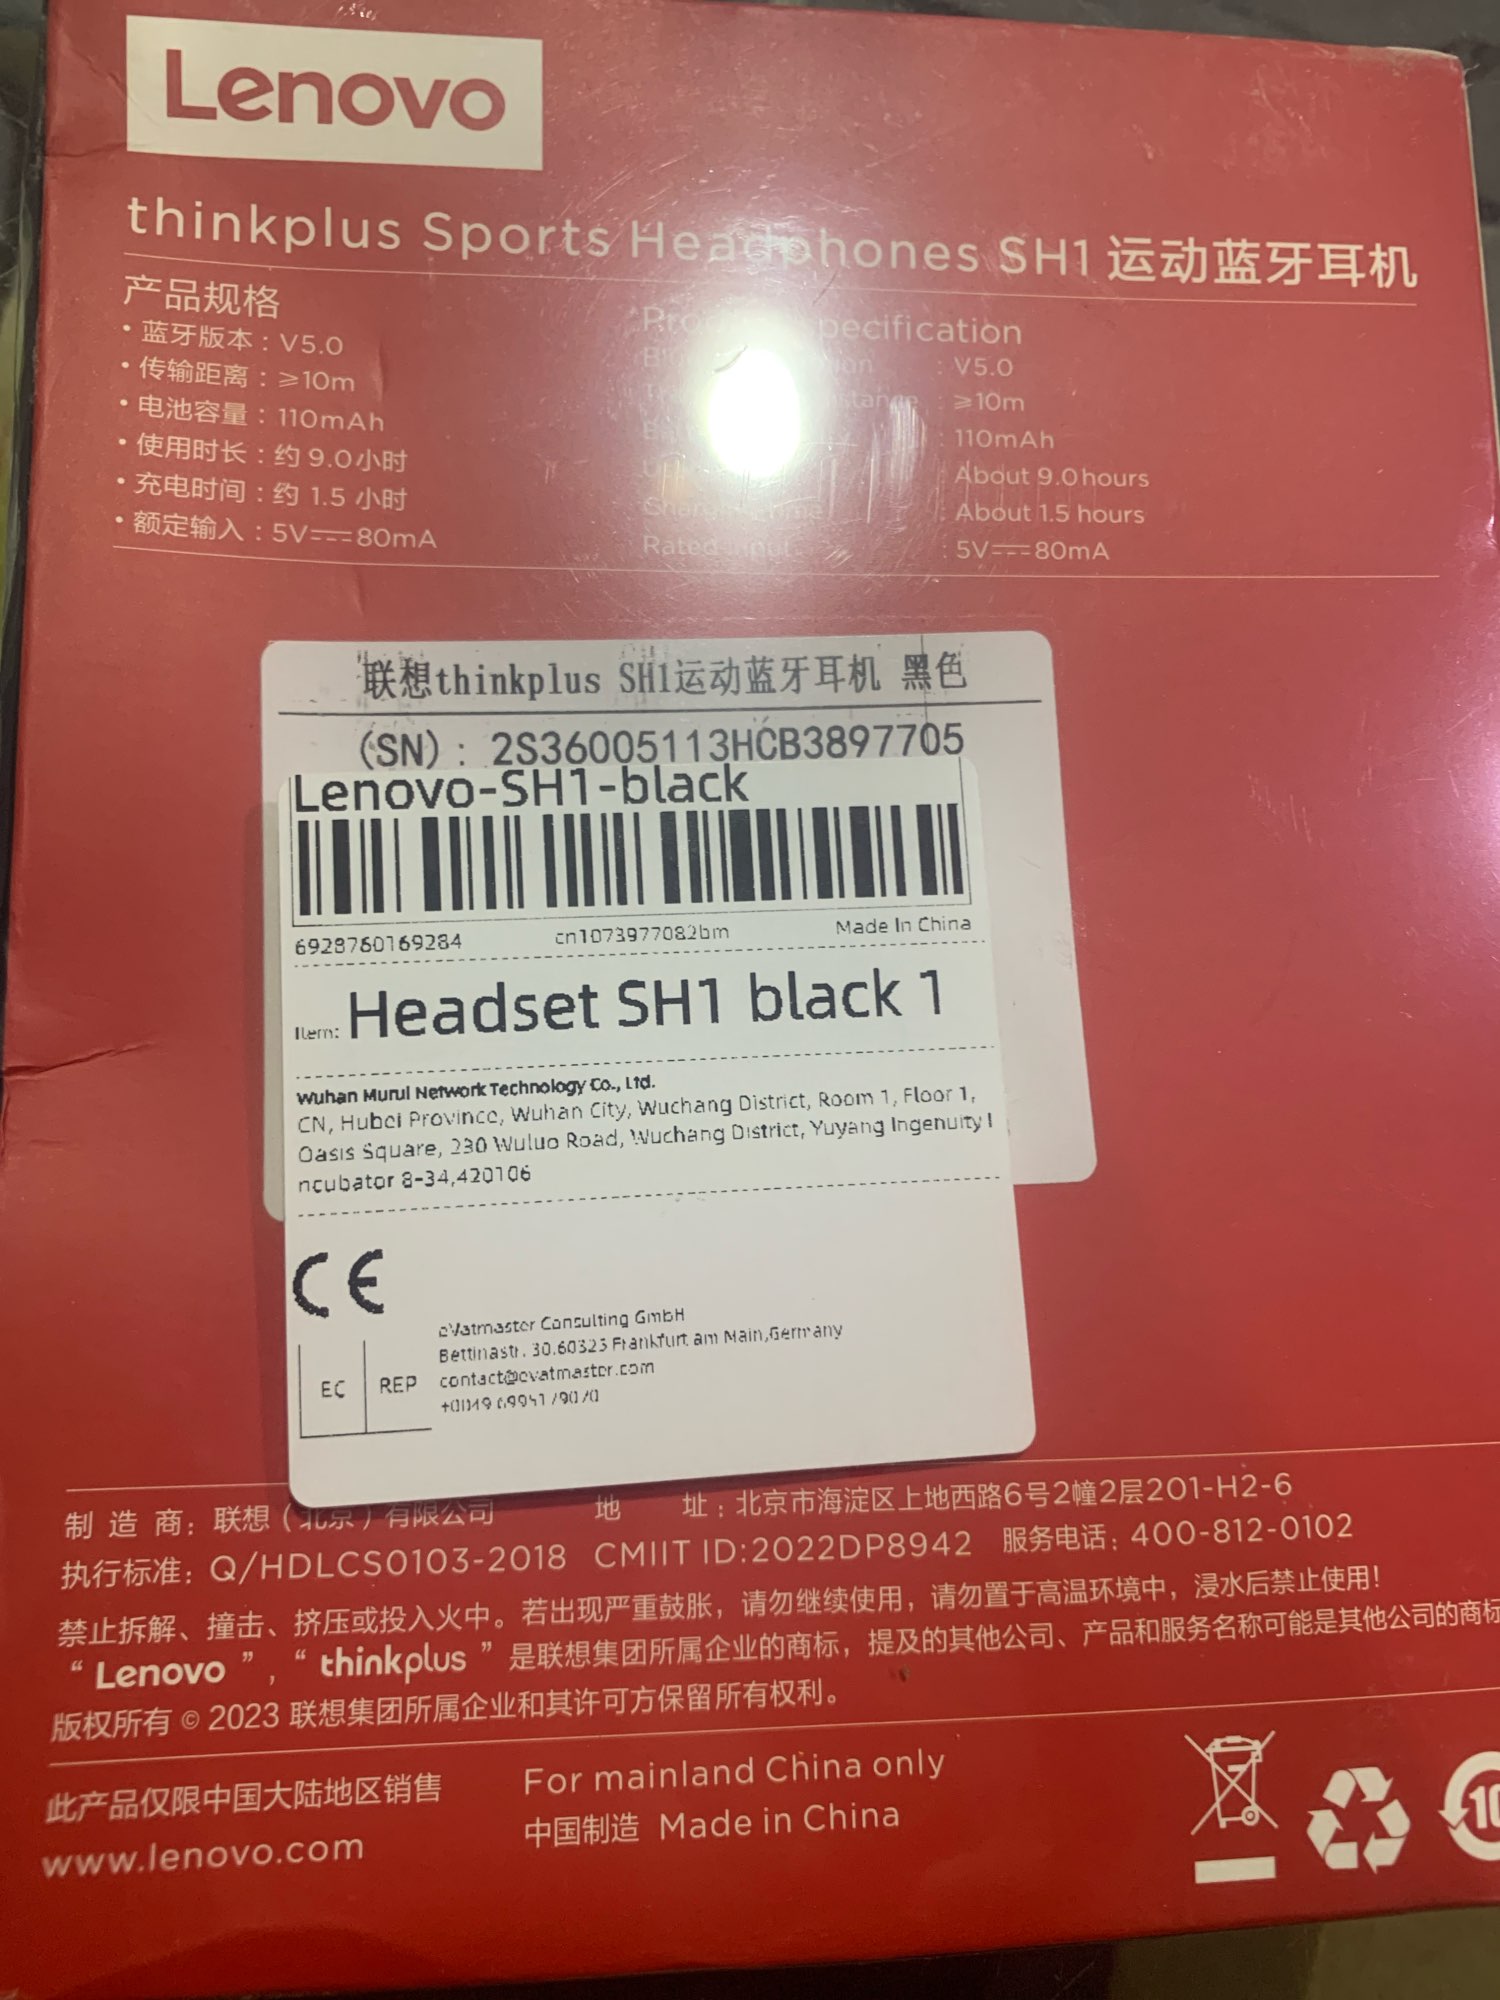 Lenovo
thinkplus Sports Headphones SH1 运动蓝牙耳机
产品规格
• 蓝牙版本 : V5.0
• 传输距离 : ≥10m
• 电池容量 : 110mAh
• 使用时长 : 约 9.0小时
• 充电时间 : 约 1.5 小时
• 额定输入 : 5V⎓80mA
Product specification
: V5.0
: ≥10m
: 110mAh
: About 9.0hours
: About 1.5 hours
Rated input : 5V⎓80mA
联想thinkplus SH1运动蓝牙耳机 黑色
(SN) : 2S36005113HCB3897705
Lenovo-SH1-black
6928760169284 cn1073977082bm Made In China
Item: Headset SH1 black 1
Wuhan Murui Network Technology Co., Ltd.
CN, Hubei Province, Wuhan City, Wuchang District, Room 1, Floor 1,
Oasis Square, 230 Wuluo Road, Wuchang District, Yuyang Ingenuity I
ncubator 8-34,420106
CE
EC REP
eVatmaster Consulting GmbH
Bettinastr. 30.60325 Frankfurt am Main,Germany
contact@evatmaster.com
制 造 商: 联想 (北京) 有限公司 地 址 : 北京市海淀区上地西路6号2幢2层201-H2-6
执行标准: Q/HDLCS0103-2018 CMIIT ID:2022DP8942 服务电话: 400-812-0102
禁止拆解、撞击、挤压或投入火中。若出现严重鼓胀，请勿继续使用，请勿置于高温环境中，浸水后禁止使用!
“ Lenovo ” , “ thinkplus ” 是联想集团所属企业的商标，提及的其他公司、产品和服务名称可能是其他公司的商标
版权所有 © 2023 联想集团所属企业和其许可方保留所有权利。
此产品仅限中国大陆地区销售 For mainland China only
www.lenovo.com 中国制造 Made in China
10